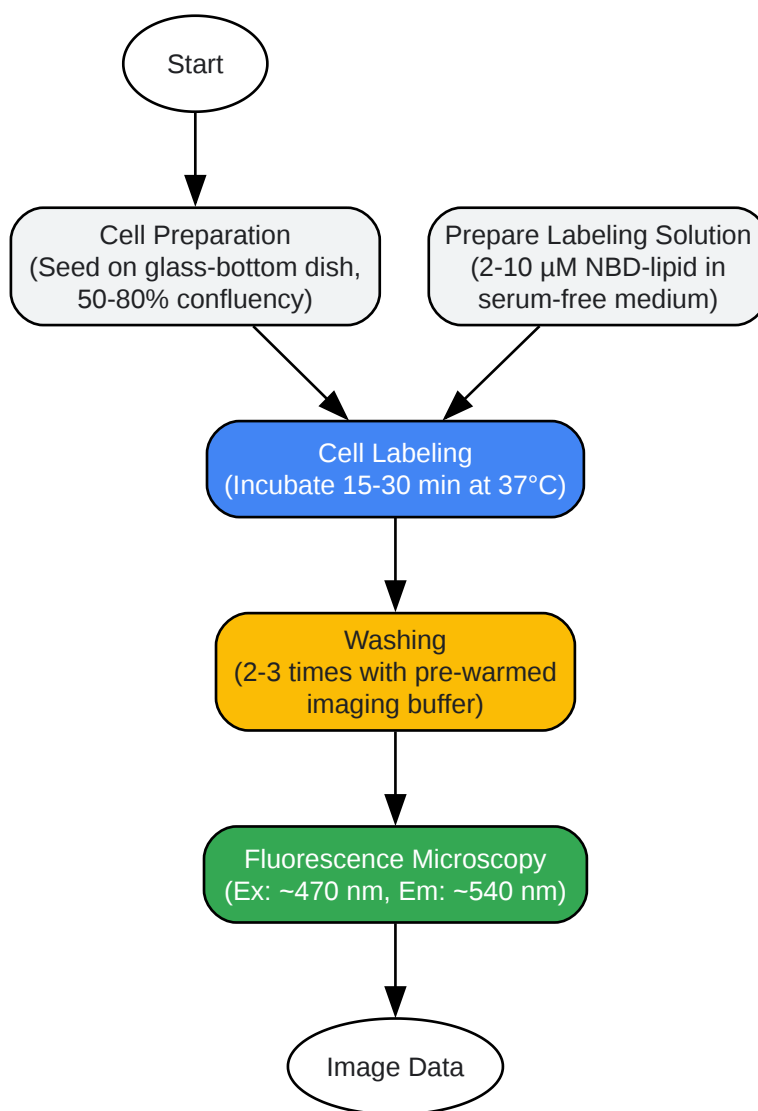 Start
Cell Preparation
(Seed on glass-bottom dish,
50-80% confluency)
Prepare Labeling Solution
(2-10 µM NBD-lipid in
serum-free medium)
Cell Labeling
(Incubate 15-30 min at 37°C)
Washing
(2-3 times with pre-warmed
imaging buffer)
Fluorescence Microscopy
(Ex: ~470 nm, Em: ~540 nm)
Image Data